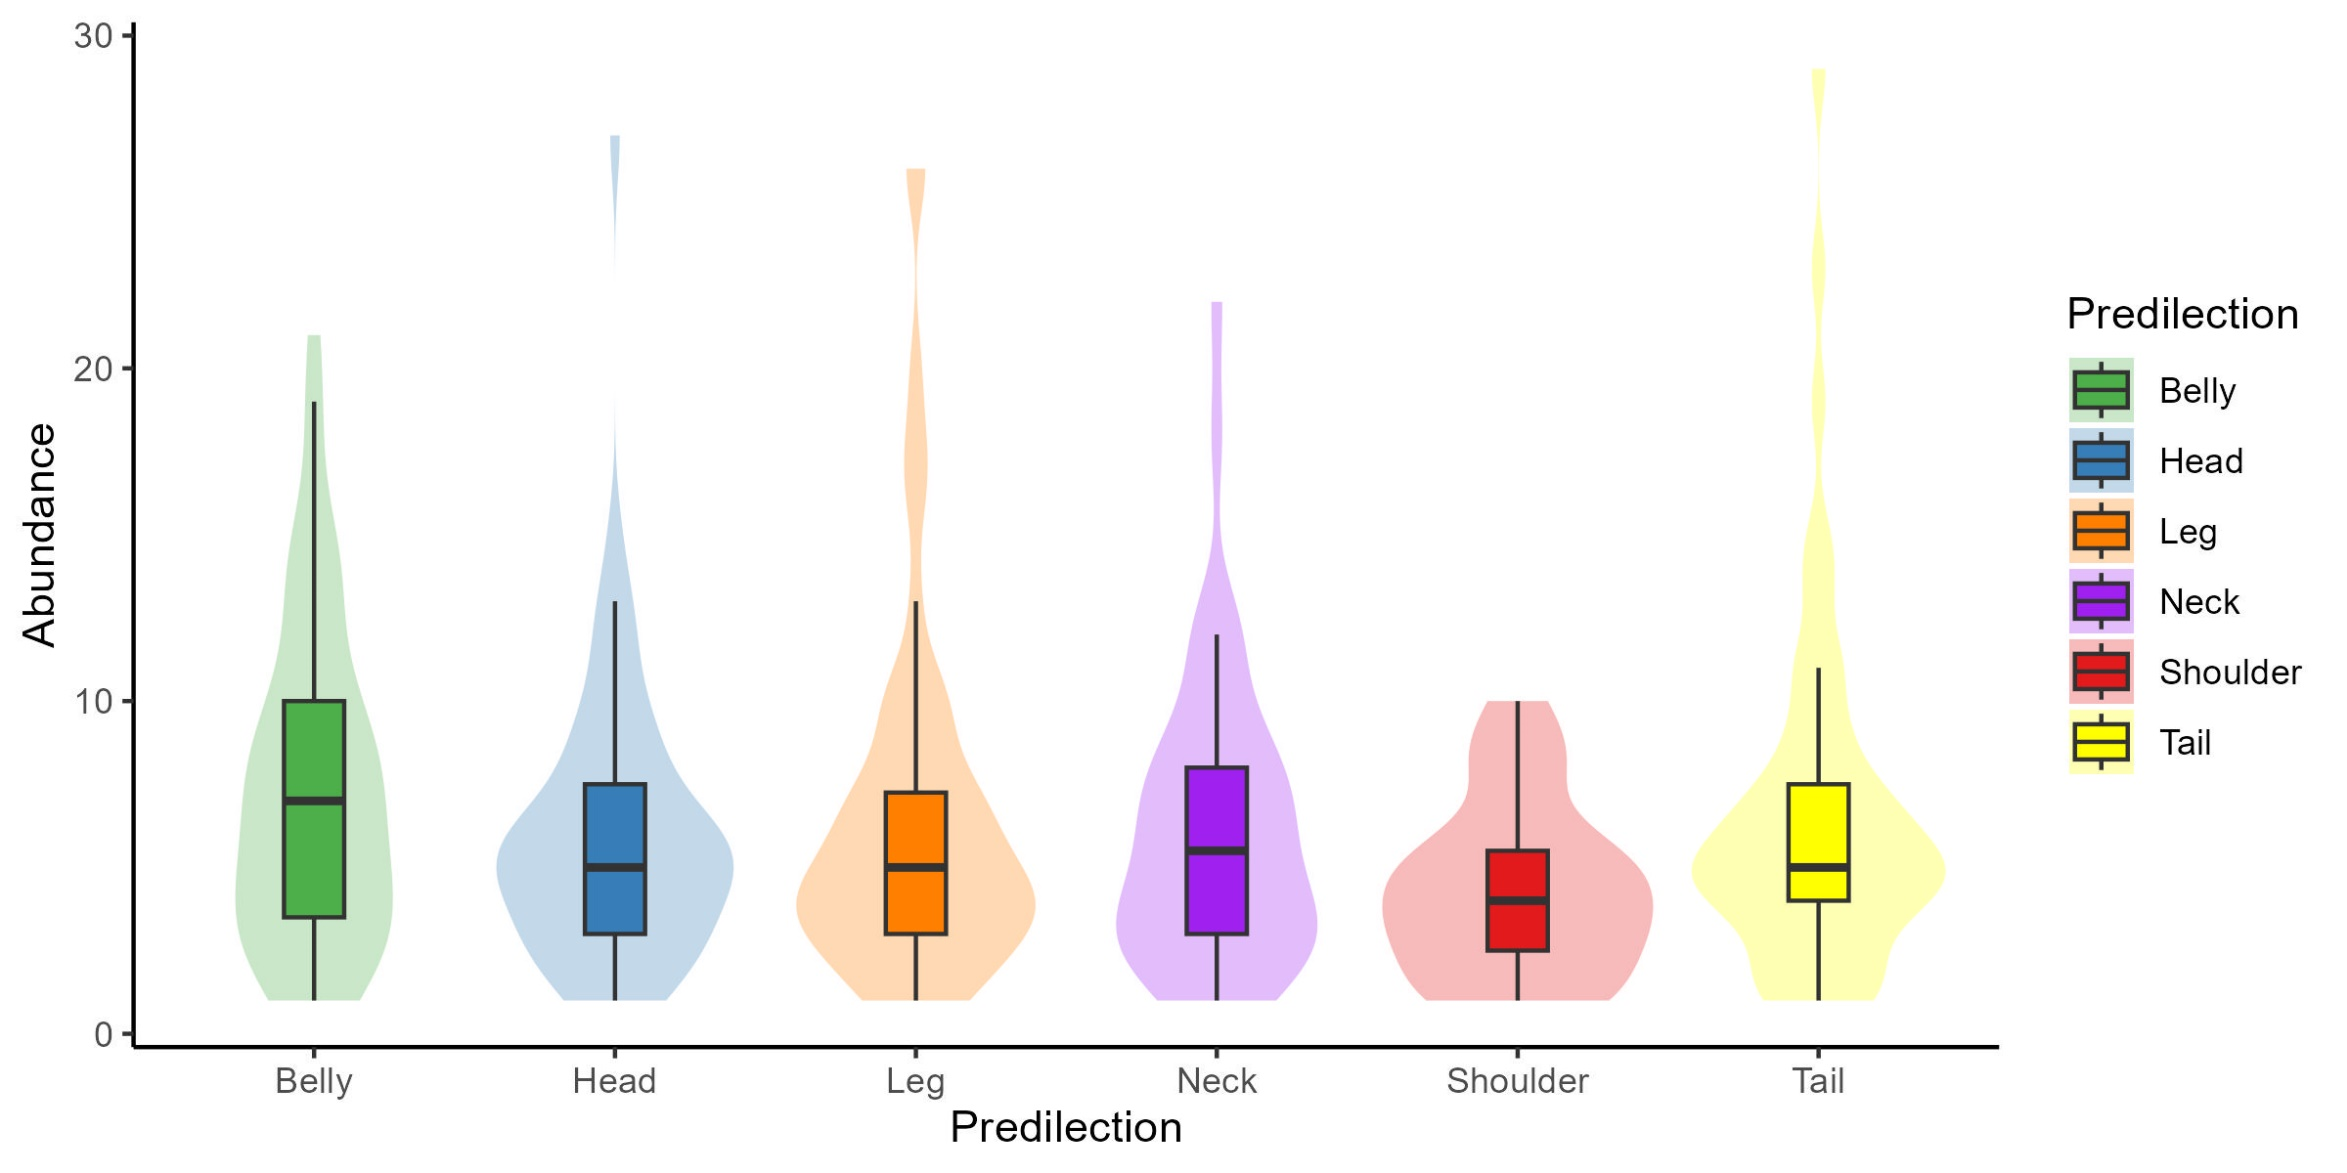 Abundance
30
20
10
0
Belly
Head
Leg
Neck
Shoulder
Tail
Predilection
Predilection
Belly
Head
Leg
Neck
Shoulder
Tail